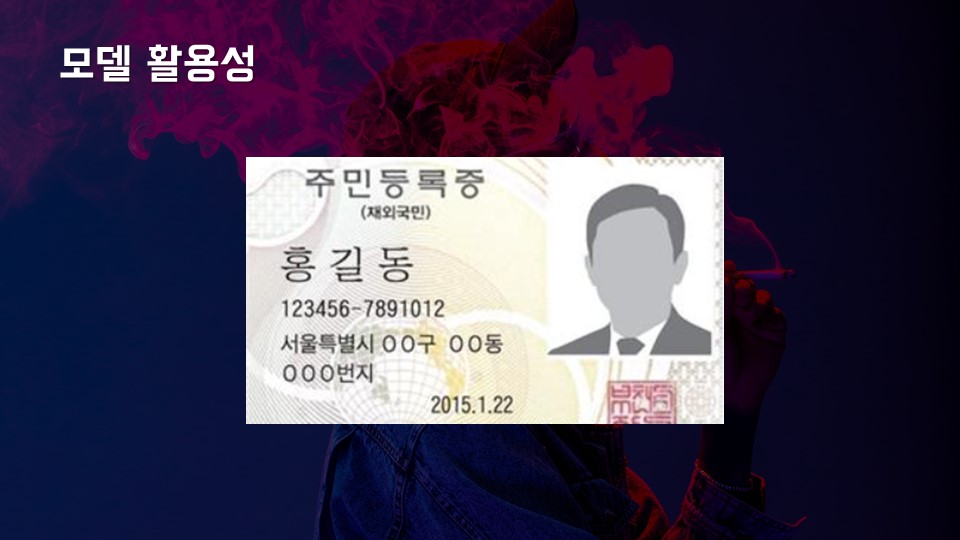 모델 활용성
주민등록증
(재외국민)
홍길동
123456-7891012
서울특별시 OO구 OO동
OOO번지
2015.1.22